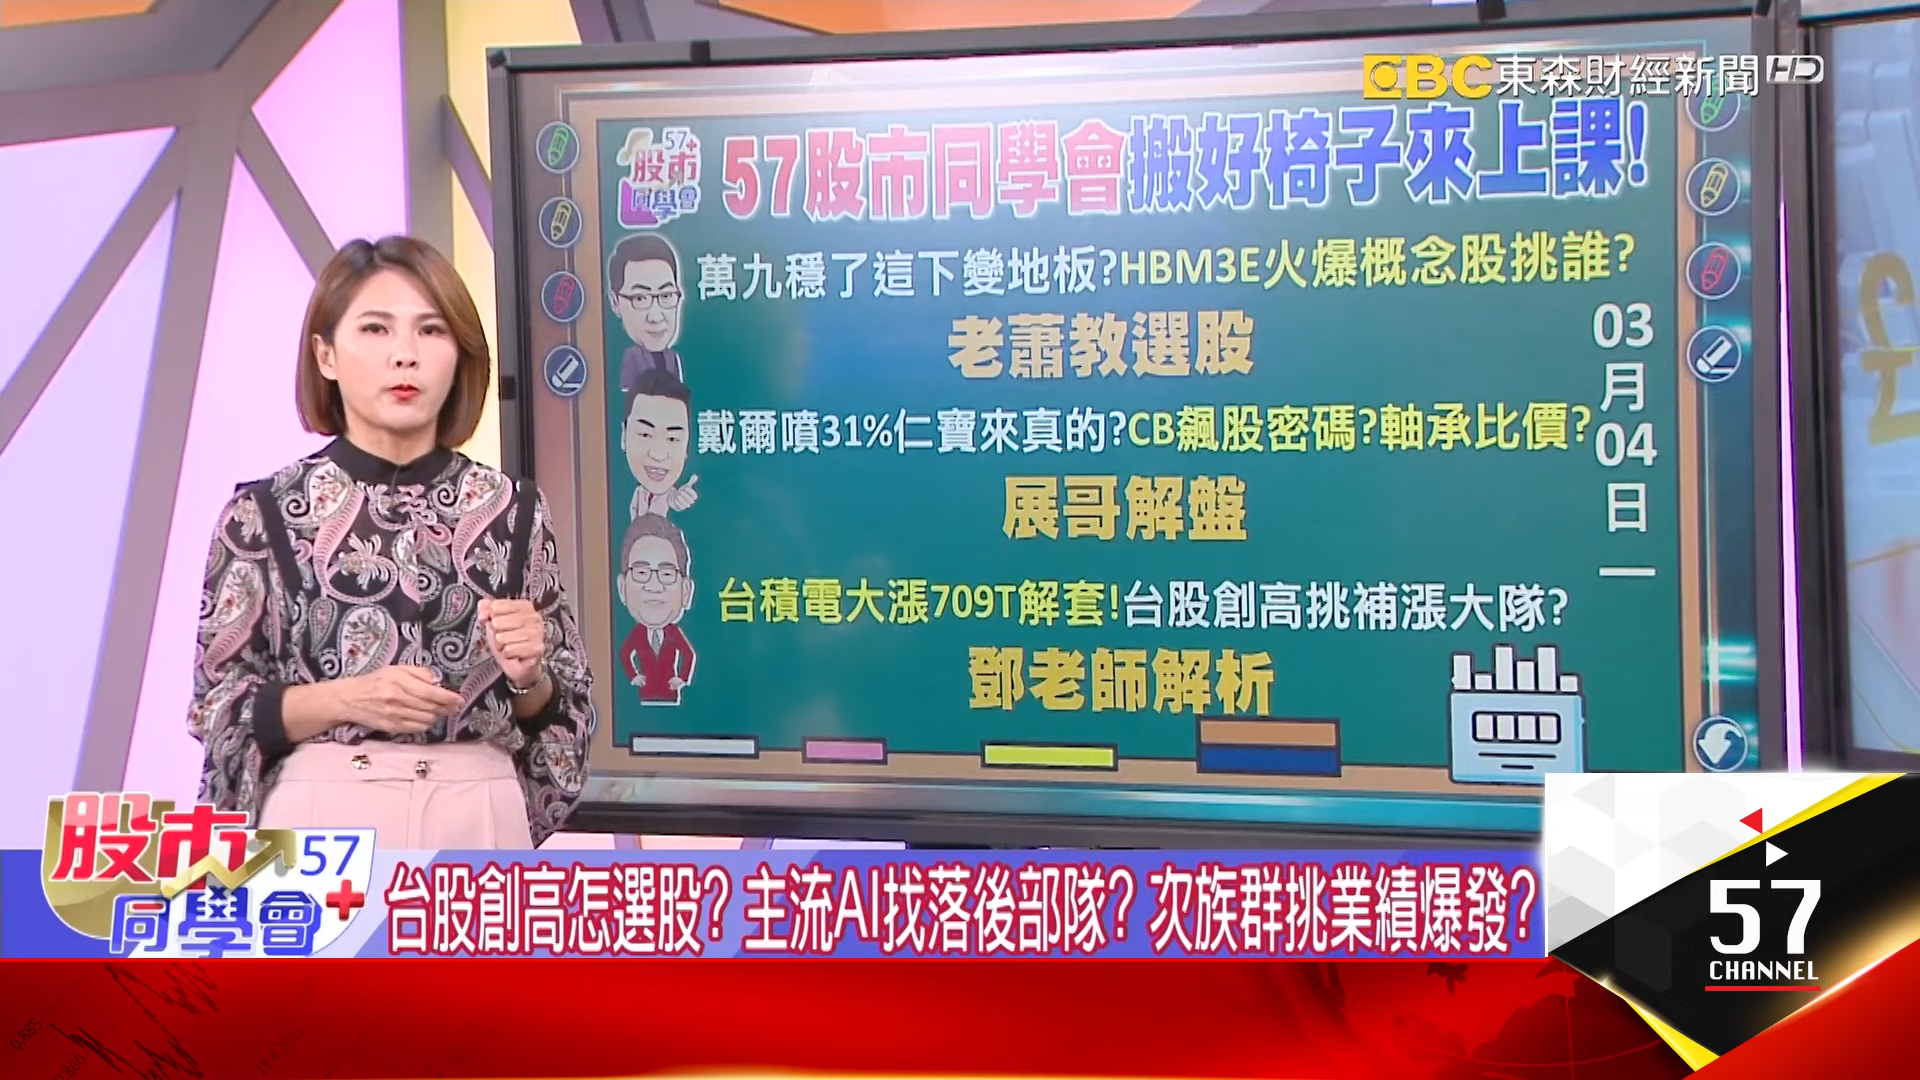 EBC 東森財經新聞 HD
57+
股市
同學會
57股市同學會搬好椅子來上課!
萬九穩了這下變地板?HBM3E火爆概念股挑誰?
老蕭教選股
03月04日一
戴爾噴31%仁寶來真的?CB飆股密碼?軸承比價?
展哥解盤
台積電大漲709T解套!台股創高挑補漲大隊?
鄧老師解析
股市 57
同學會+
台股創高怎選股? 主流AI找落後部隊? 次族群挑業績爆發?
57
CHANNEL
0.885